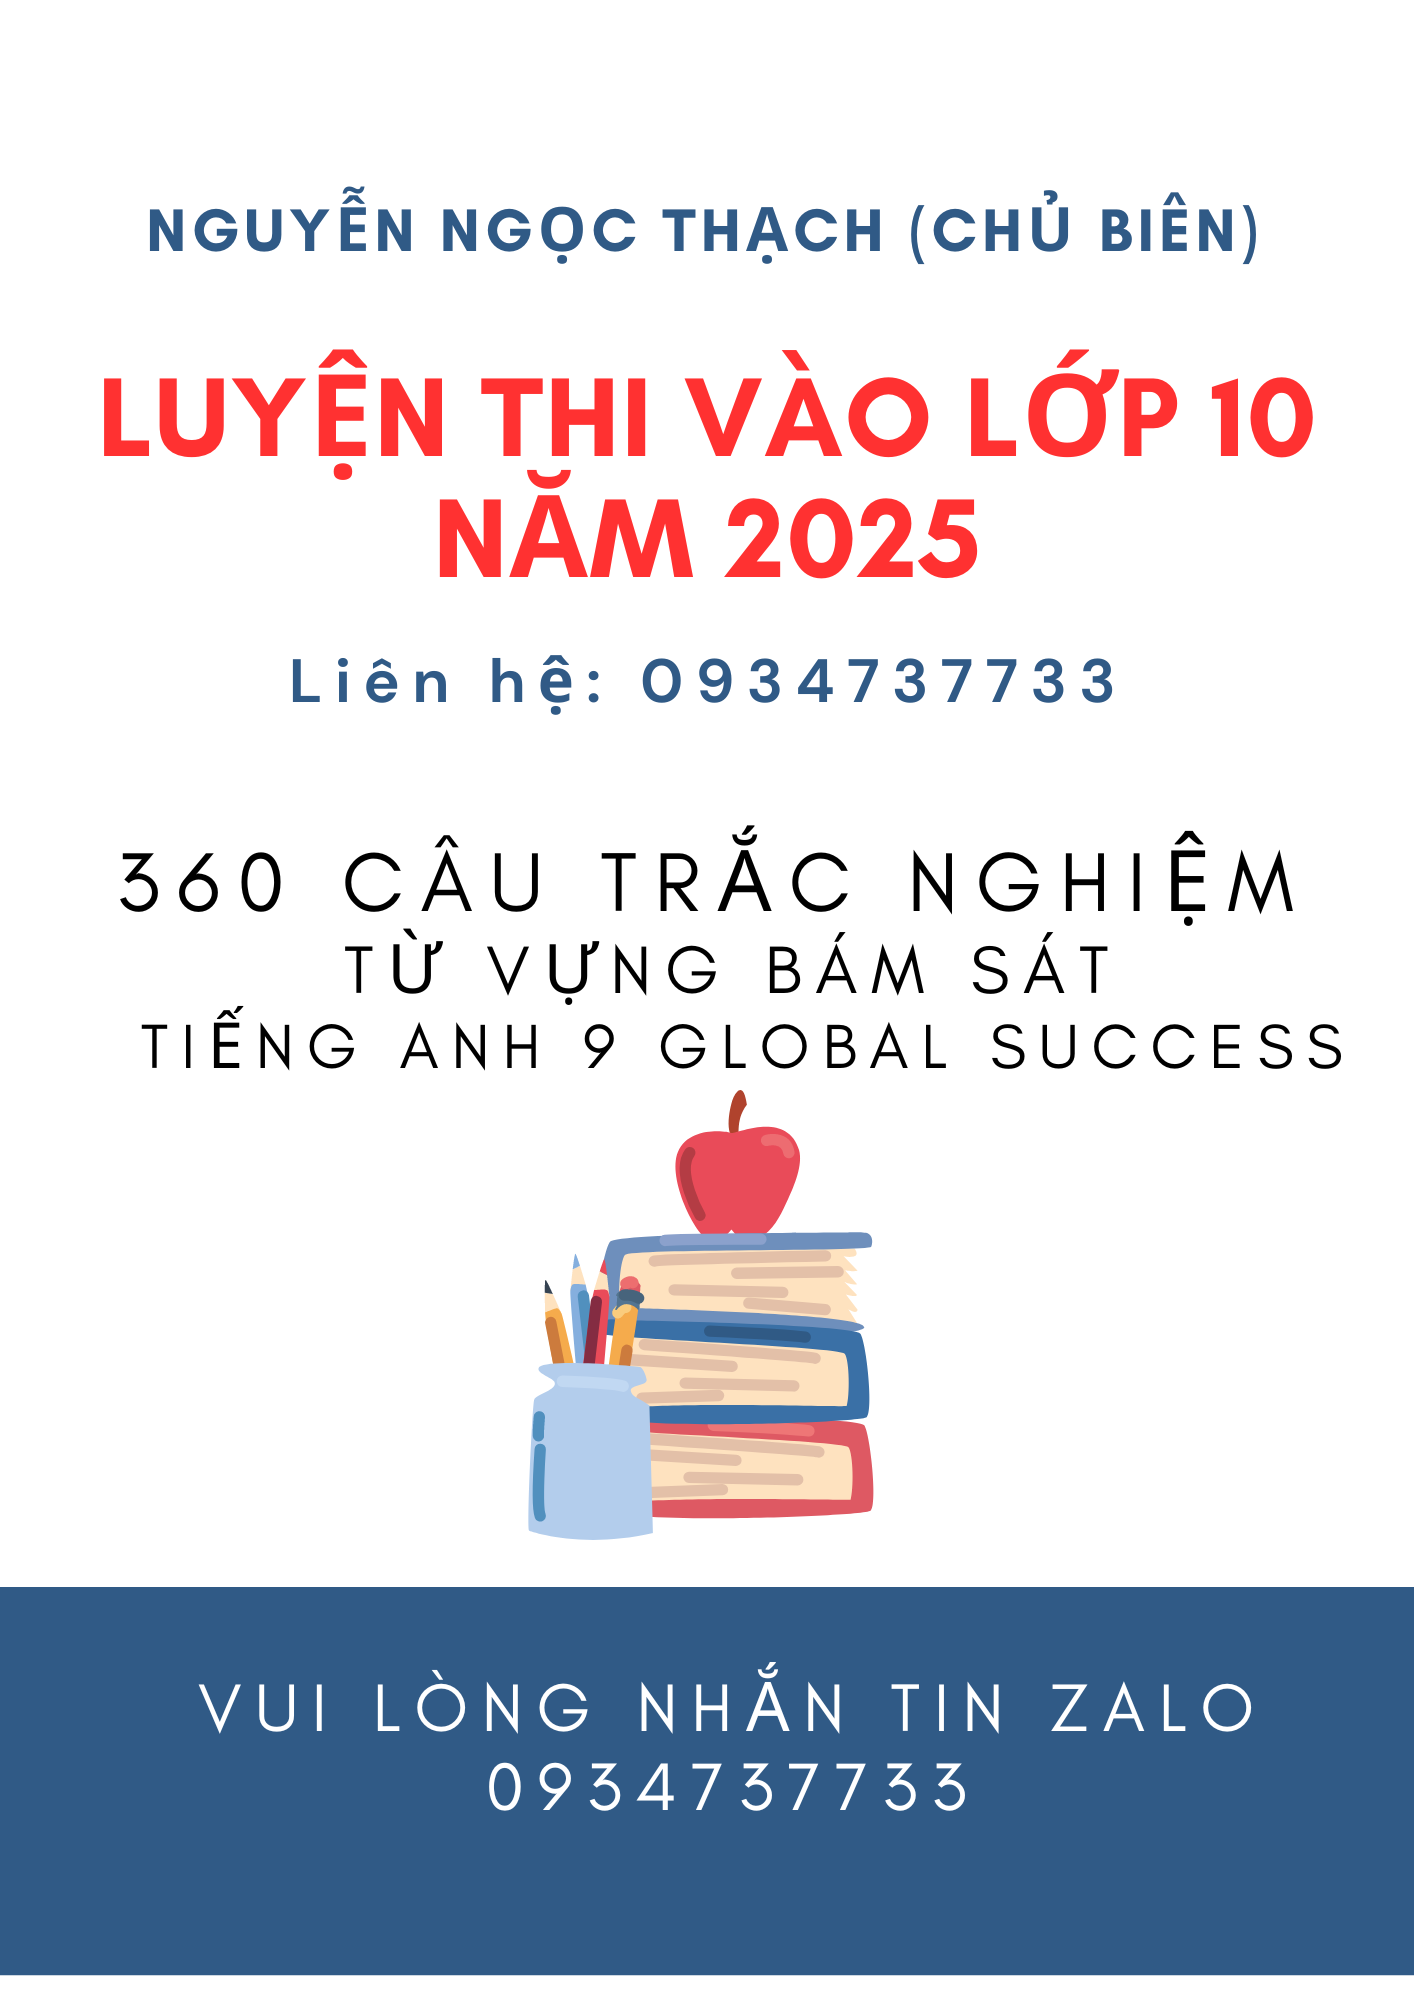 NGUYỄN NGỌC THẠCH (CHỦ BIÊN)
LUYỆN THI VÀO LỚP 10
NĂM 2025
Liên hệ: 0934737733
360 CÂU TRẮC NGHIỆM
TỪ VỰNG BÁM SÁT
TIẾNG ANH 9 GLOBAL SUCCESS
VUI LÒNG NHẮN TIN ZALO
0934737733